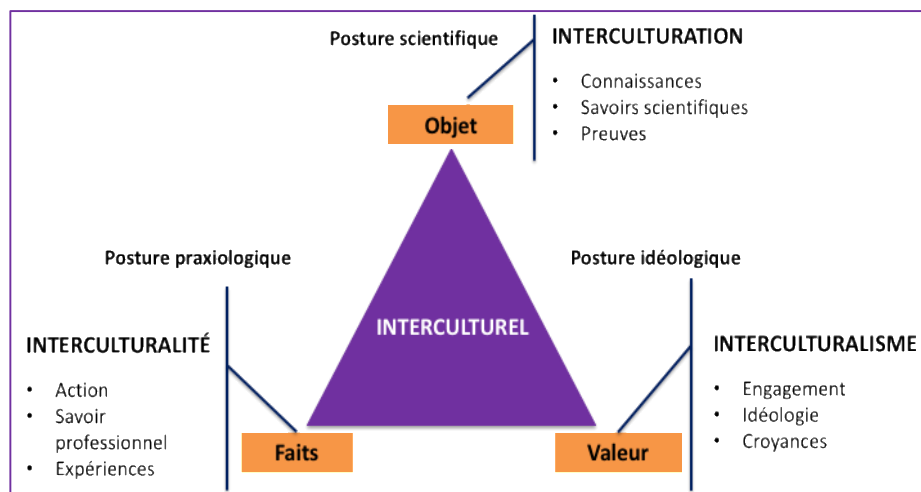 Posture scientifique
INTERCULTURATION
• Connaissances
• Savoirs scientifiques
• Preuves
Objet
Posture praxiologique
Posture idéologique
INTERCULTUREL
INTERCULTURALITÉ
• Action
• Savoir
professionnel
• Expériences
Faits
INTERCULTURALISME
• Engagement
• Idéologie
• Croyances
Valeur